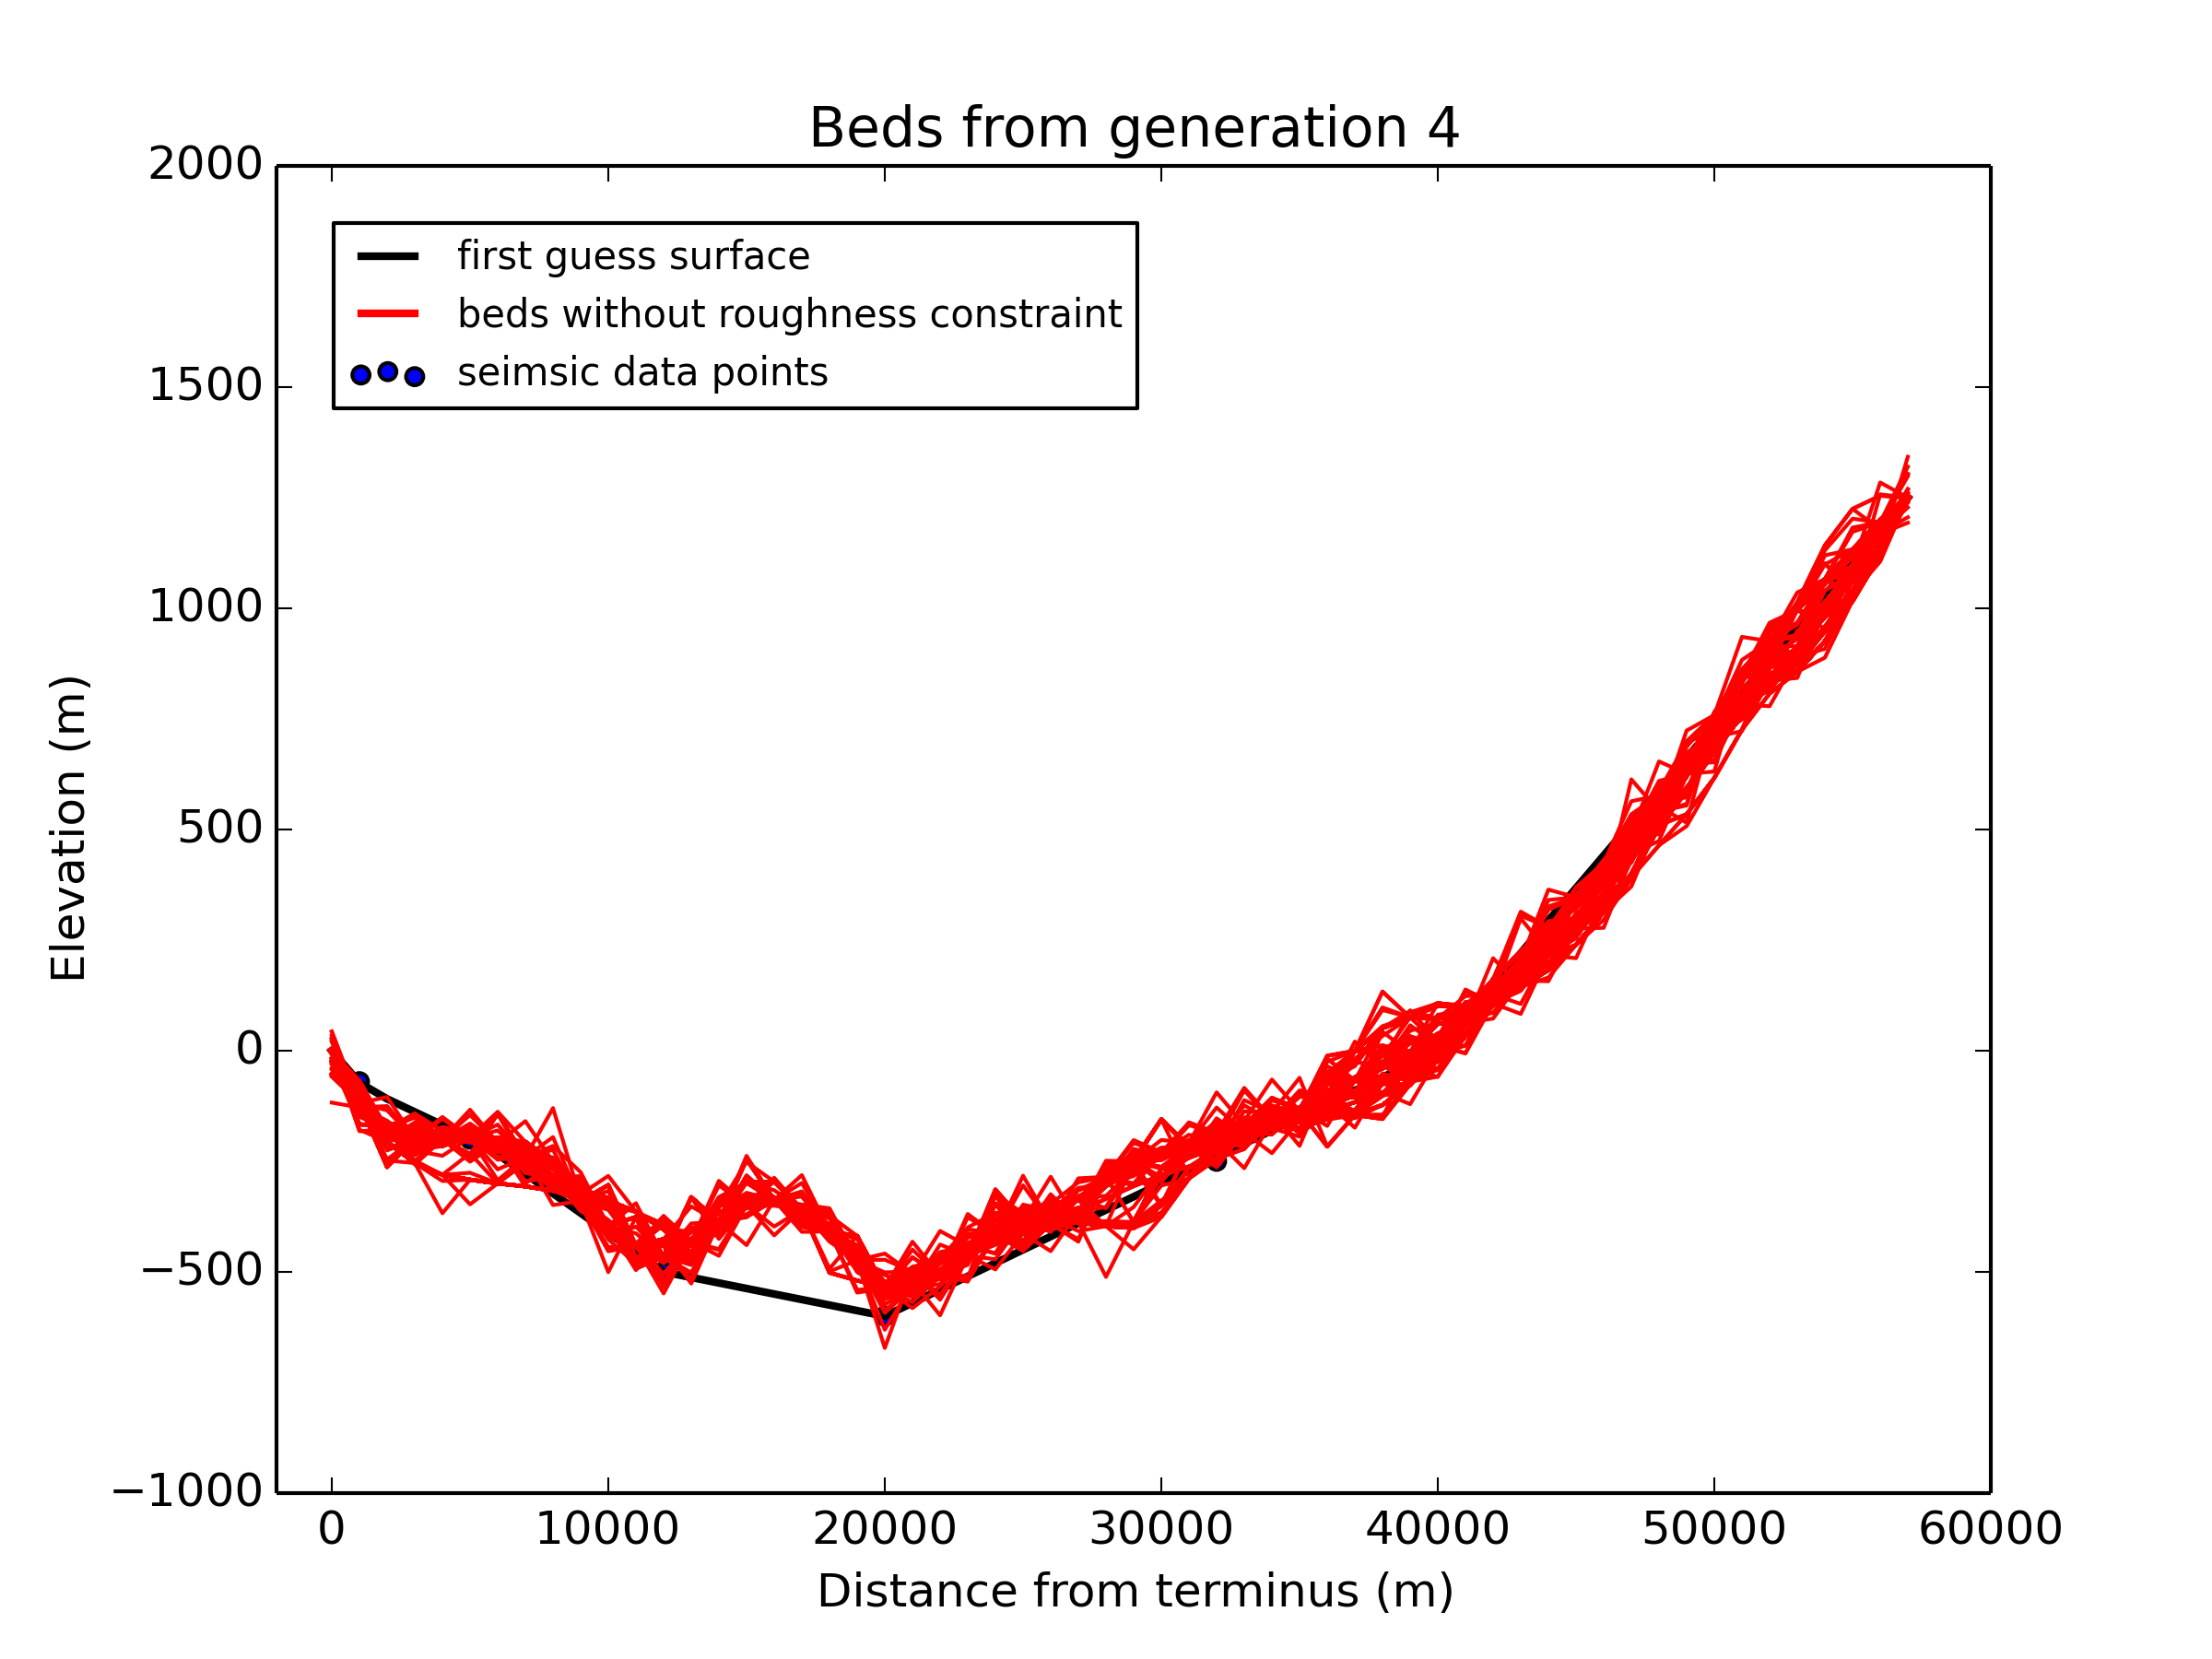 Beds from generation 4
2000
1500
1000
500
0
−500
−1000
Elevation (m)
first guess surface
beds without roughness constraint
seimsic data points
0 10000 20000 30000 40000 50000 60000
Distance from terminus (m)